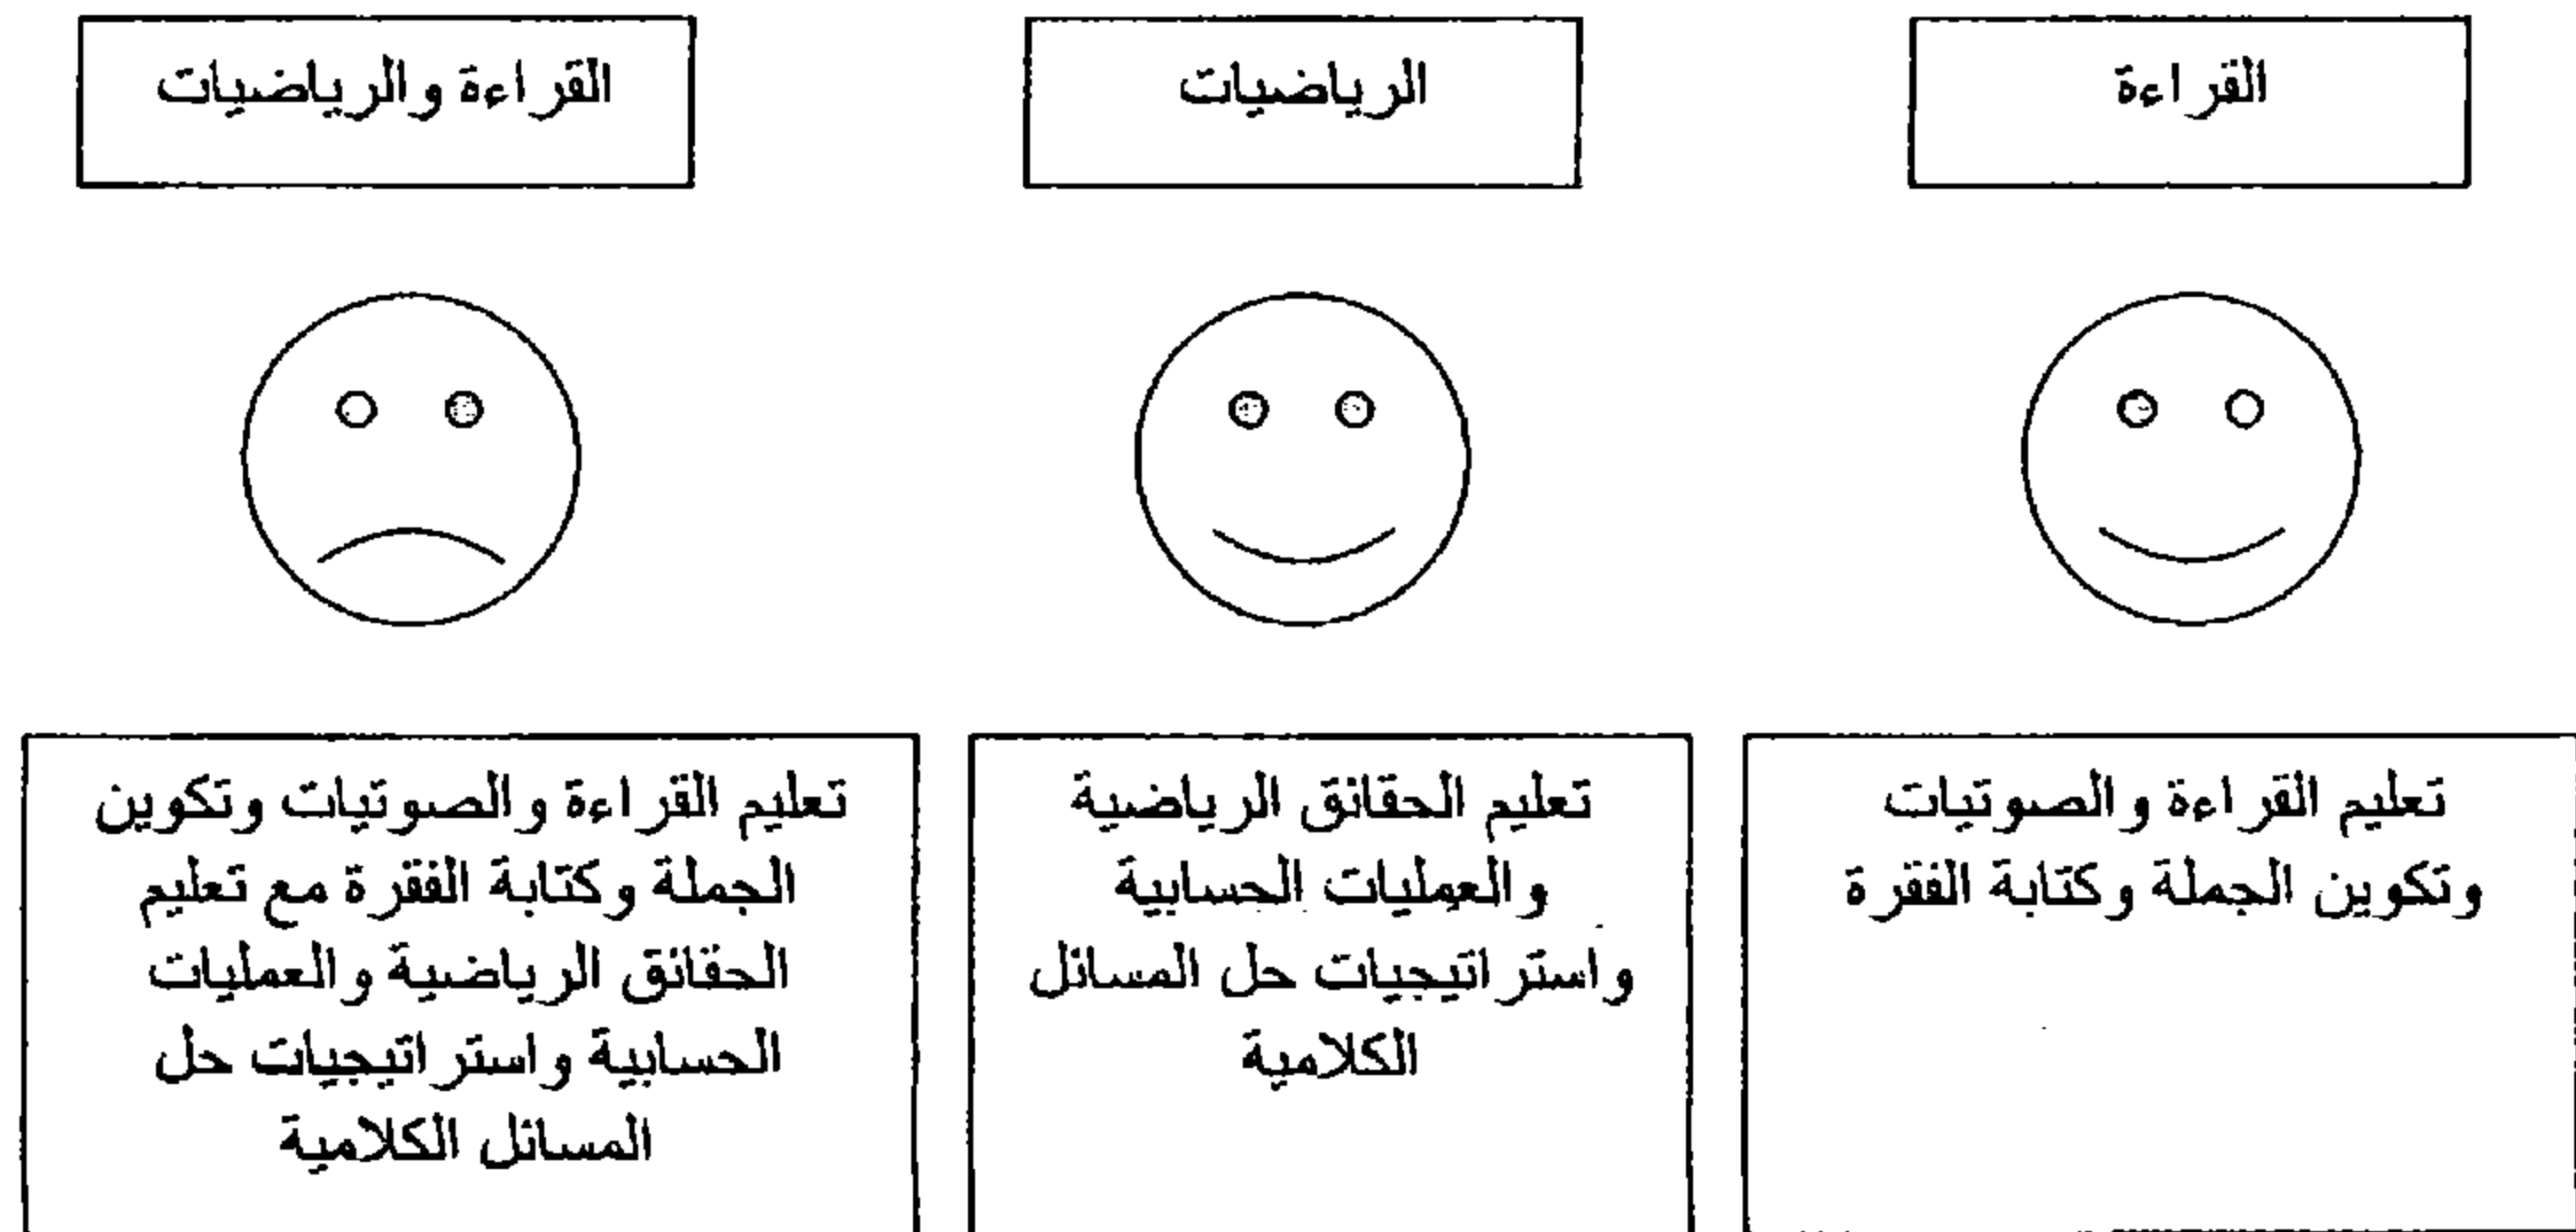 القراءة
الرياضيات
القراءة والرياضيات
تعليم القراءة والصوتيات
وتكوين الجملة وكتابة الفقرة
تعليم الحقائق الرياضية
والعمليات الحسابية
واستراتيجيات حل المسائل
الكلامية
تعليم القراءة والصوتيات وتكوين
الجملة وكتابة الفقرة مع تعليم
الحقائق الرياضية والعمليات
الحسابية واستراتيجيات حل
المسائل الكلامية